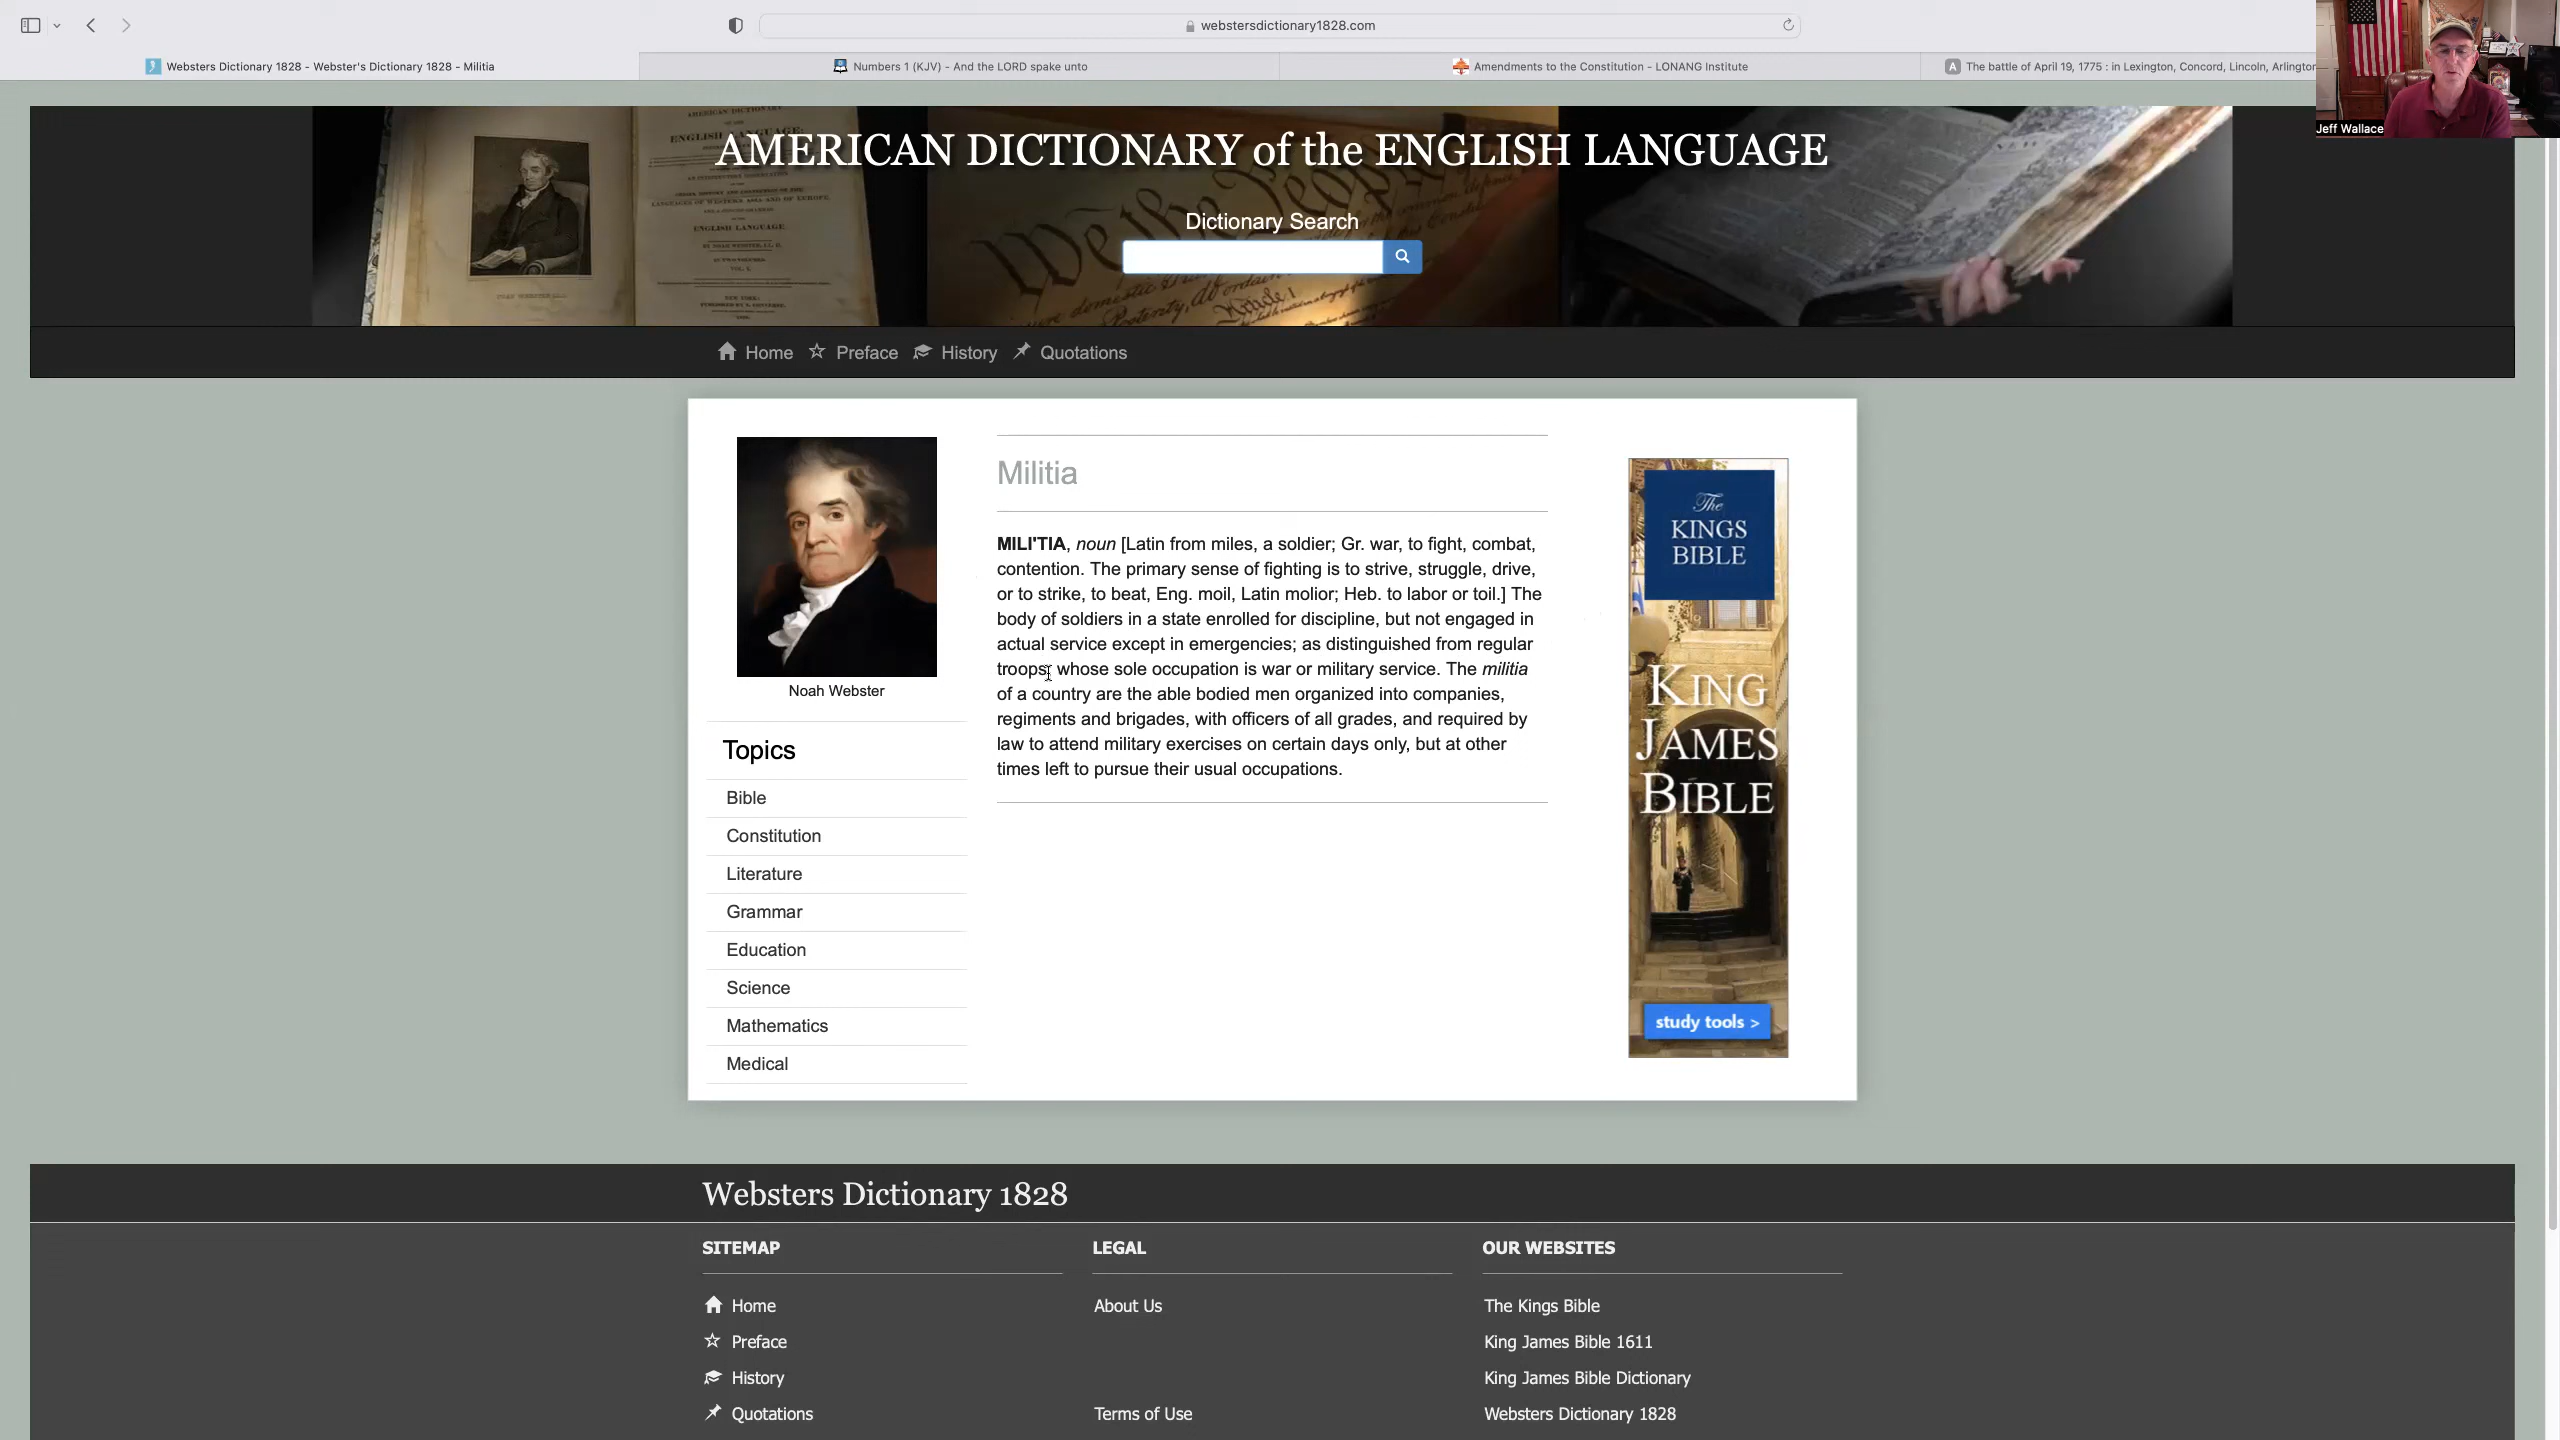 webstersdictionary1828.com
Websters Dictionary 1828 - Webster's Dictionary 1828 - Militia
Numbers 1 (KJV) - And the LORD spake unto
Amendments to the Constitution - LONANG Institute
A The battle of April 19, 1775 : in Lexington, Concord, Lincoln, Arlington
Jeff Wallace
AMERICAN DICTIONARY of the ENGLISH LANGUAGE
Dictionary Search
Home
Preface
History
Quotations
Noah Webster
Topics
Bible
Constitution
Literature
Grammar
Education
Science
Mathematics
Medical
Militia
MILI'TIA, noun [Latin from miles, a soldier; Gr. war, to fight, combat,
contention. The primary sense of fighting is to strive, struggle, drive,
or to strike, to beat, Eng. moil, Latin molior; Heb. to labor or toil.] The
body of soldiers in a state enrolled for discipline, but not engaged in
actual service except in emergencies; as distinguished from regular
troops, whose sole occupation is war or military service. The militia
of a country are the able bodied men organized into companies,
regiments and brigades, with officers of all grades, and required by
law to attend military exercises on certain days only, but at other
times left to pursue their usual occupations.
The
KINGS
BIBLE
KING
JAMES
BIBLE
study tools >
Websters Dictionary 1828
SITEMAP
Home
Preface
History
Quotations
LEGAL
About Us
Terms of Use
OUR WEBSITES
The Kings Bible
King James Bible 1611
King James Bible Dictionary
Websters Dictionary 1828